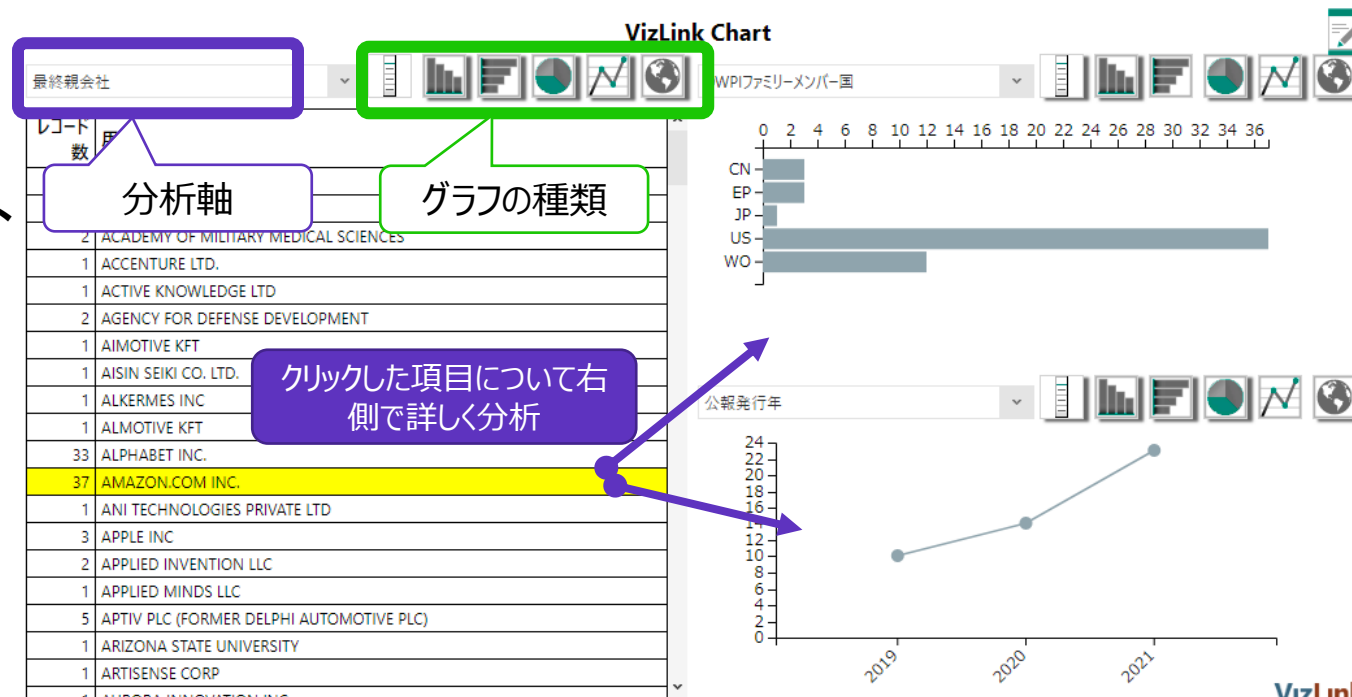 VizLink Chart
最終親会社
レコード
数
分析軸
グラフの種類
2 ACADEMY OF MILITARY MEDICAL SCIENCES
1 ACCENTURE LTD.
1 ACTIVE KNOWLEDGE LTD
2 AGENCY FOR DEFENSE DEVELOPMENT
1 AIMOTIVE KFT
1 AISIN SEIKI CO. LTD.
1 ALKERMES INC
1 ALMOTIVE KFT
33 ALPHABET INC.
37 AMAZON.COM INC.
1 ANI TECHNOLOGIES PRIVATE LTD
3 APPLE INC
2 APPLIED INVENTION LLC
1 APPLIED MINDS LLC
5 APTIV PLC (FORMER DELPHI AUTOMOTIVE PLC)
1 ARIZONA STATE UNIVERSITY
1 ARTISENSE CORP
1 AURORA INNOVATION INC
クリックした項目について右
側で詳しく分析
WPIファミリーメンバー国
0 2 4 6 8 10 12 14 16 18 20 22 24 26 28 30 32 34 36
CN
EP
JP
US
WO
公報発行年
24
22
20
18
16
14
12
10
8
6
4
2
0
2019 2020 2021
VizLink